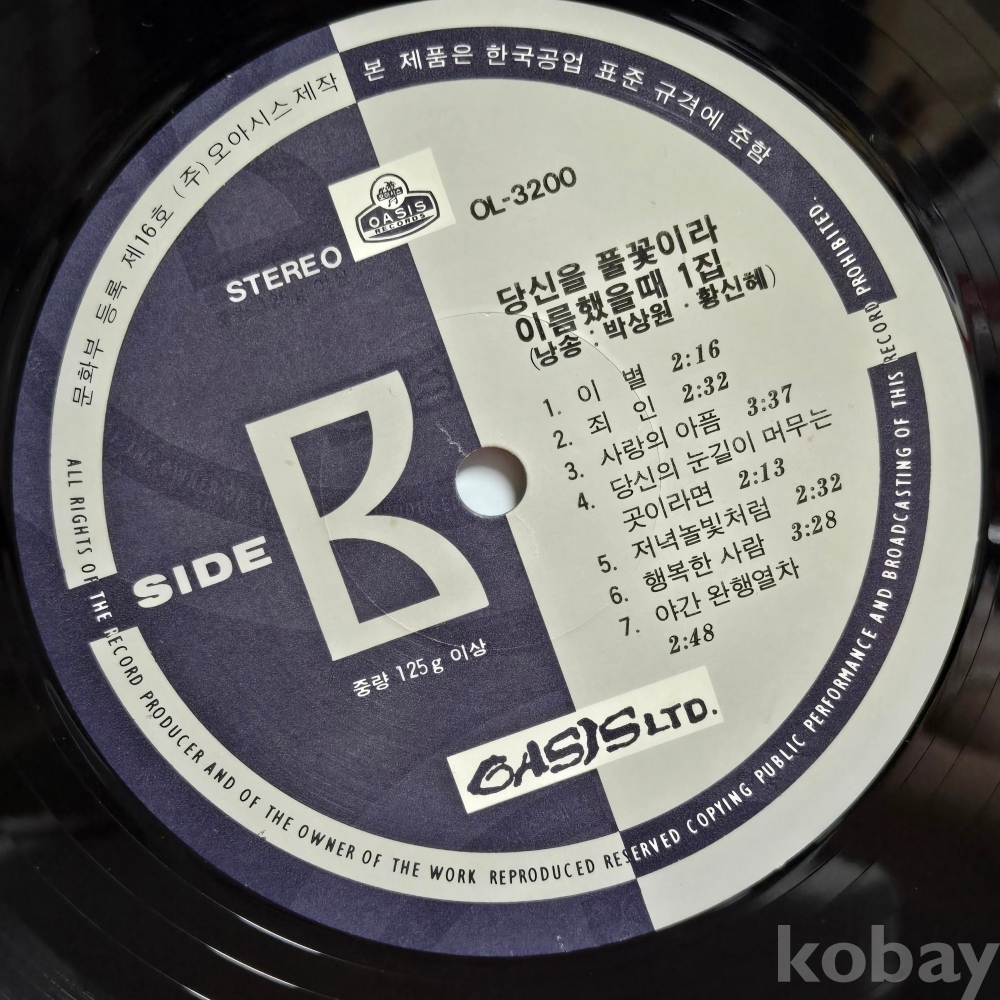 문화부 등록 제16호 (주)오아시스제작
본 제품은 한국공업 표준 규격에 준함
OASIS
RECORDS
STEREO
OL-3200
당신을 풀꽃이라
이름했을때 1집
(낭송 : 박상원 · 황신혜)
1. 이 별 2:16
2. 죄 인 2:32
3. 사랑의 아픔 3:37
4. 당신의 눈길이 머무는
곳이라면 2:13
5. 저녁놀빛처럼 2:32
6. 행복한 사람 3:28
7. 야간 완행열차
2:48
SIDE B
중량 125g 이상
OASIS LTD.
ALL RIGHTS OF THE RECORD PRODUCER AND OF THE OWNER OF THE WORK REPRODUCED RESERVED COPYING PUBLIC PERFORMANCE AND BROADCASTING OF THIS RECORD PROHIBITED.
kobay